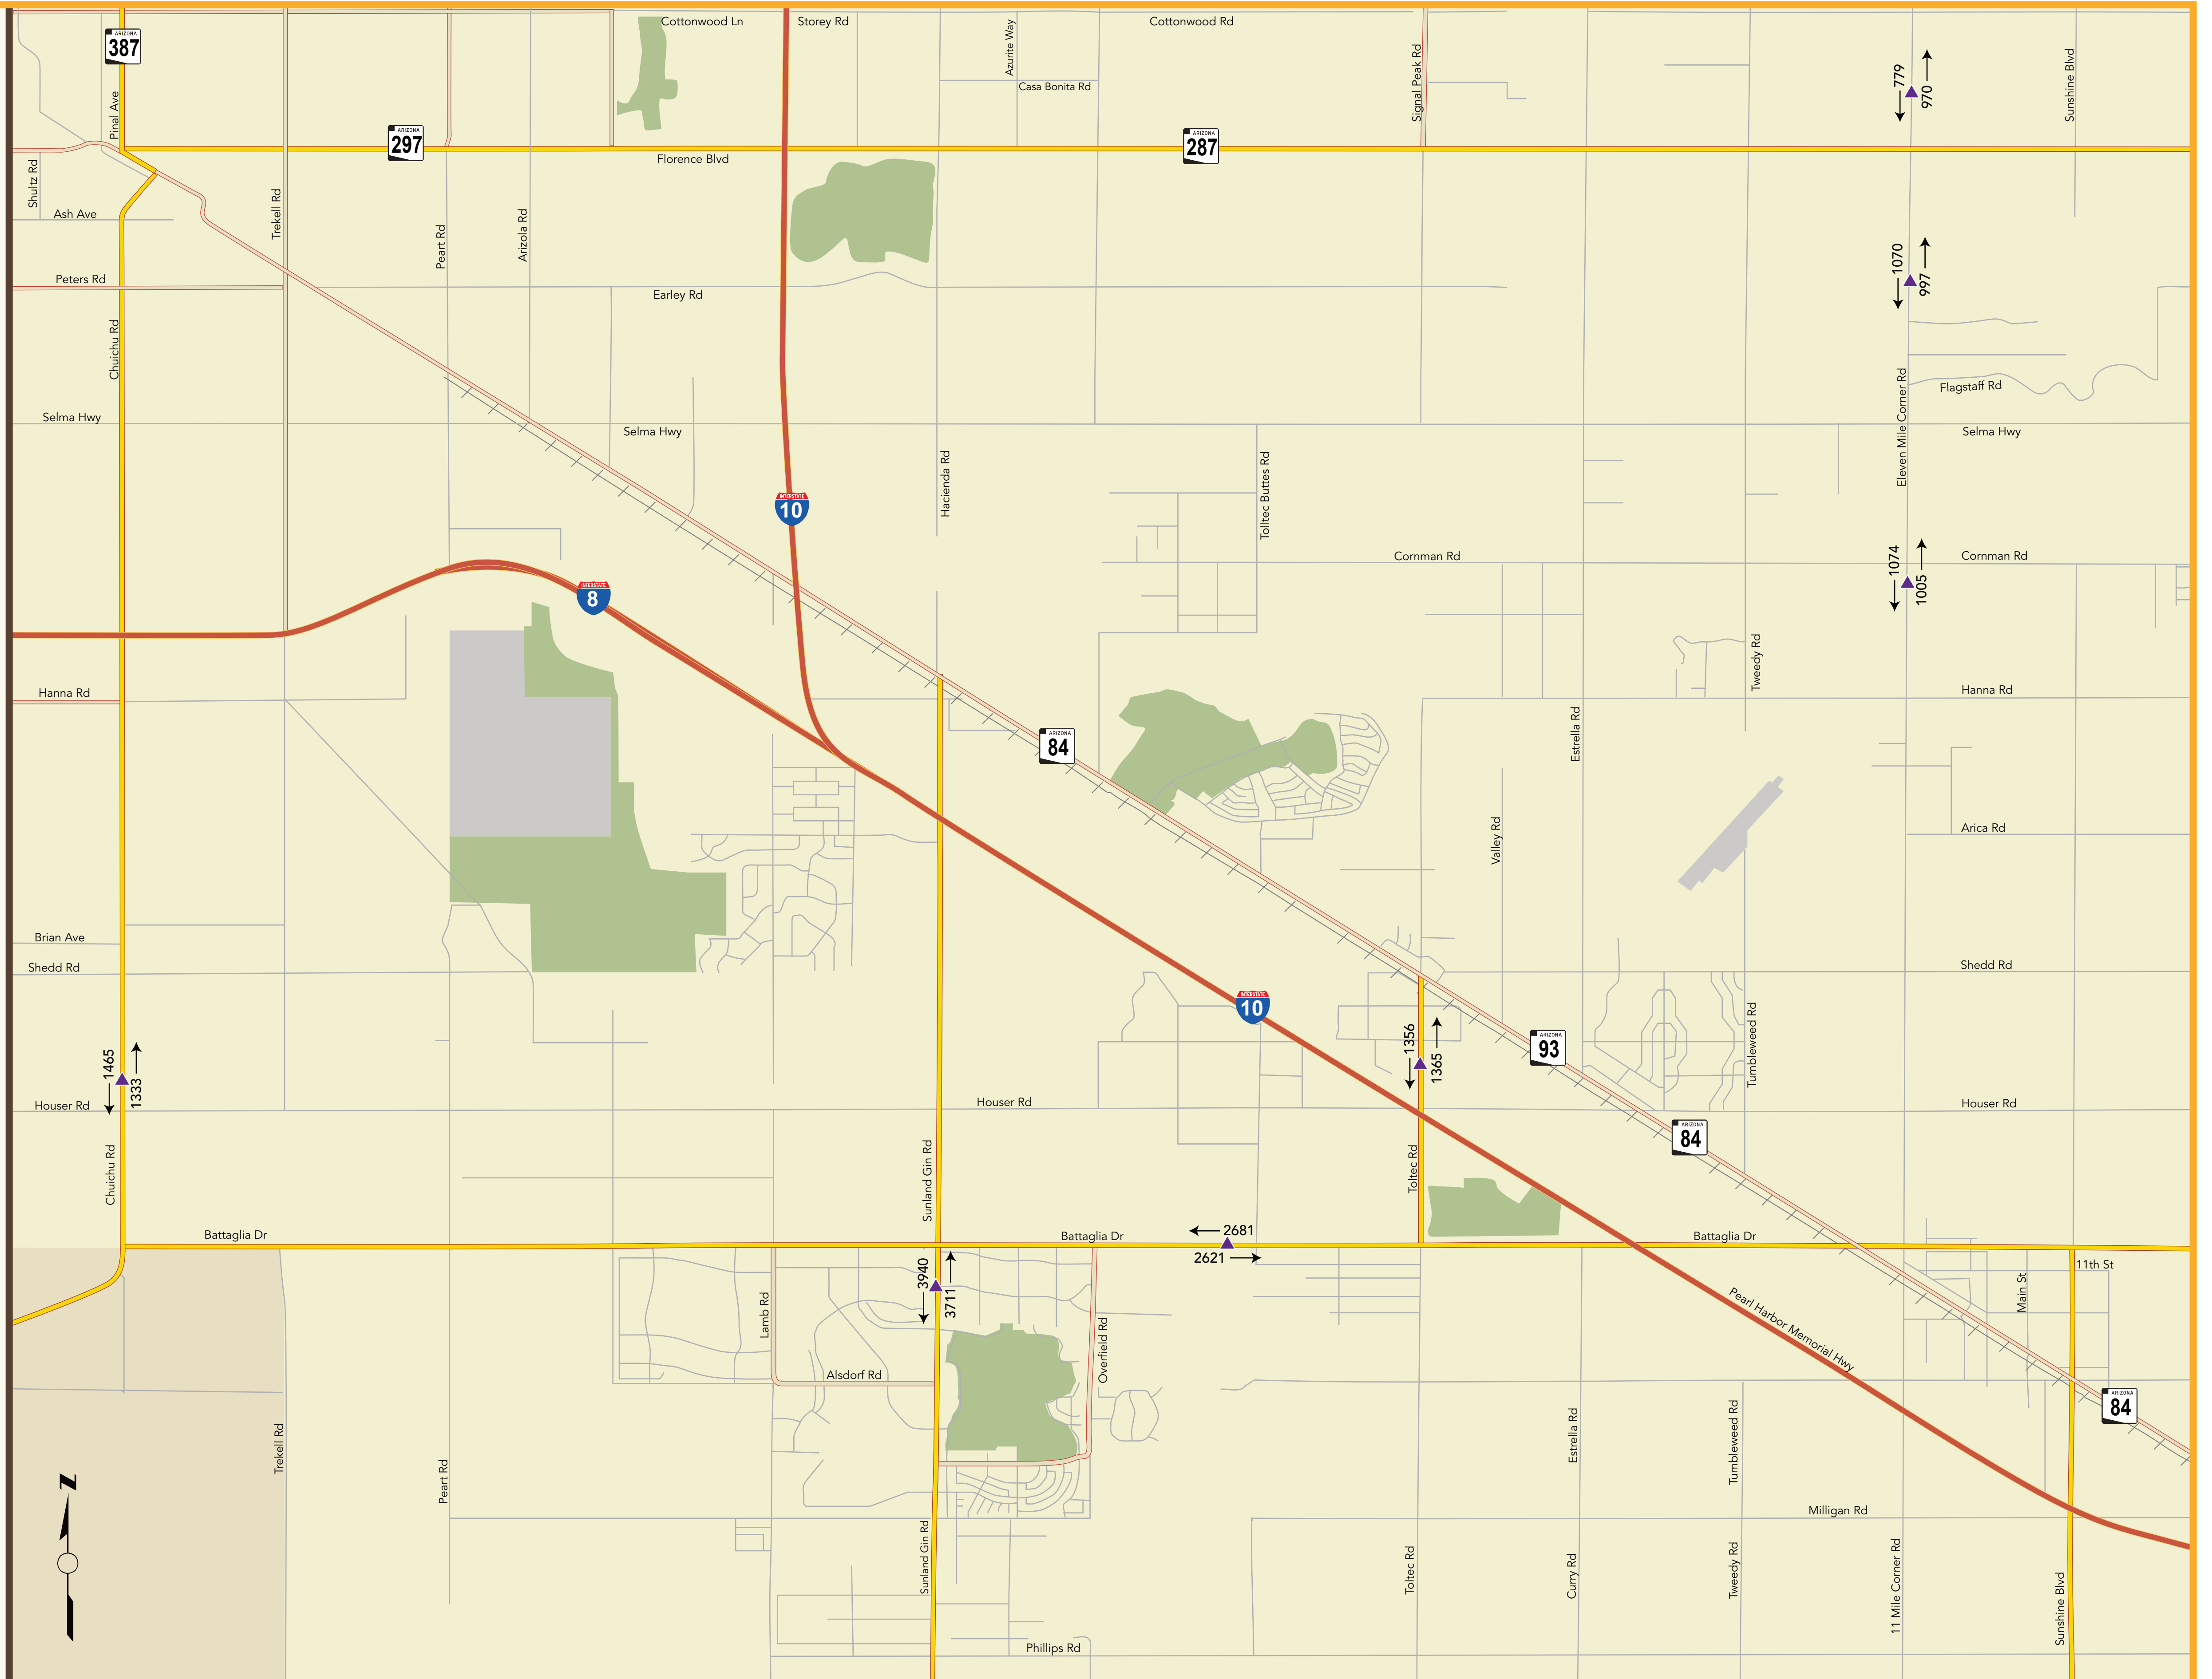 Cottonwood Ln
Storey Rd
Cottonwood Rd
ARIZONA
387
Pinal Ave
Azurite Way
Casa Bonita Rd
Signal Peak Rd
779
970
Sunshine Blvd
ARIZONA
297
Florence Blvd
ARIZONA
287
Shultz Rd
Ash Ave
Trekell Rd
Peart Rd
Arizola Rd
Peters Rd
Earley Rd
1070
997
Chuichu Rd
Flagstaff Rd
Eleven Mile Corner Rd
Selma Hwy
Selma Hwy
Selma Hwy
Hacienda Rd
Tolltec Buttes Rd
INTERSTATE
10
Cornman Rd
Cornman Rd
1074
1005
INTERSTATE
8
Tweedy Rd
Hanna Rd
Hanna Rd
Estrella Rd
ARIZONA
84
Valley Rd
Arica Rd
Brian Ave
Shedd Rd
Shedd Rd
INTERSTATE
10
1465
1333
1356
1365
ARIZONA
93
Tumbleweed Rd
Houser Rd
Houser Rd
Houser Rd
ARIZONA
84
Chuichu Rd
Sunland Gin Rd
Toltec Rd
Battaglia Dr
Battaglia Dr
2681
2621
Battaglia Dr
11th St
3940
3711
Lamb Rd
Overfield Rd
Main St
Pearl Harbor Memorial Hwy
Alsdorf Rd
ARIZONA
84
Trekell Rd
Peart Rd
Estrella Rd
Tumbleweed Rd
N
Milligan Rd
Sunland Gin Rd
Toltec Rd
Curry Rd
Tweedy Rd
11 Mile Corner Rd
Sunshine Blvd
Phillips Rd